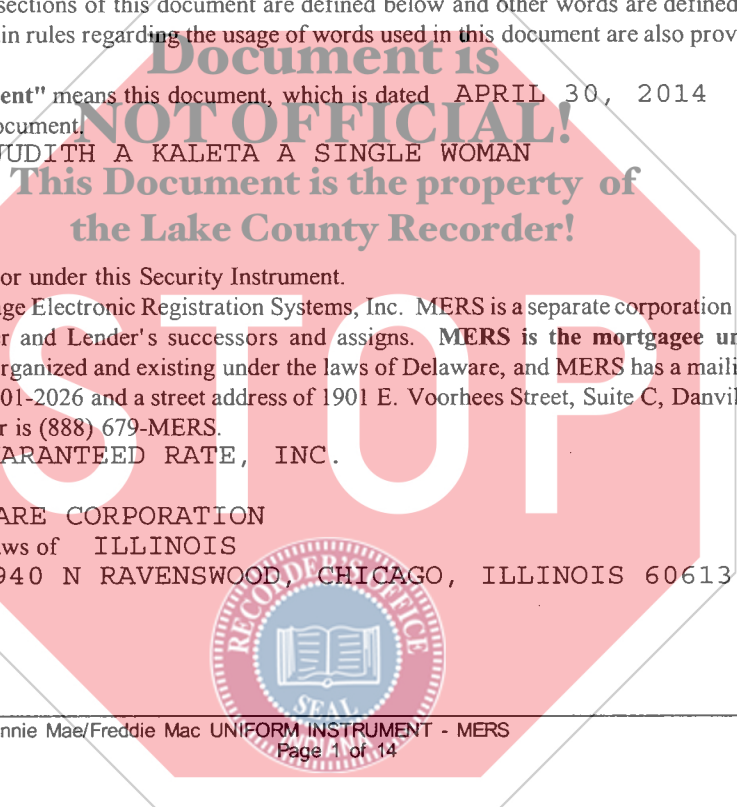 sections of this document are defined below and other words are defined
in rules regarding the usage of words used in this document are also prov
Document is
ent" means this document, which is dated APRIL 30, 2014
ocument.
NOT OFFICIAL!
JUDITH A KALETA A SINGLE WOMAN
This Document is the property of
the Lake County Recorder!
or under this Security Instrument.
ge Electronic Registration Systems, Inc. MERS is a separate corporation
r and Lender's successors and assigns. MERS is the mortgagee un
rganized and existing under the laws of Delaware, and MERS has a maili
01-2026 and a street address of 1901 E. Voorhees Street, Suite C, Danvil
r is (888) 679-MERS.
STOP
ARANTEED RATE, INC.
ARE CORPORATION
aws of ILLINOIS
940 N RAVENSWOOD, CHICAGO, ILLINOIS 60613
RECORDER'S OFFICE
SEAL
INDIANA
nnie Mae/Freddie Mac UNIFORM INSTRUMENT - MERS
Page 1 of 14